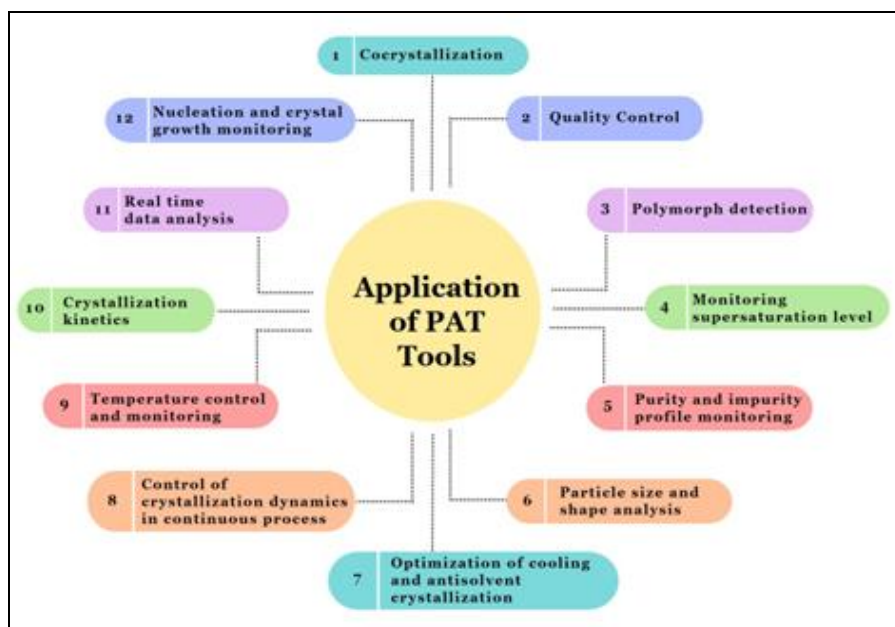 Application
of PAT
Tools
1 Cocrystallization
2 Quality Control
3 Polymorph detection
4 Monitoring
supersaturation level
5 Purity and impurity
profile monitoring
6 Particle size and
shape analysis
7 Optimization of cooling
and antisolvent
crystallization
8 Control of
crystallization dynamics
in continuous process
9 Temperature control
and monitoring
10 Crystallization
kinetics
11 Real time
data analysis
12 Nucleation and crystal
growth monitoring